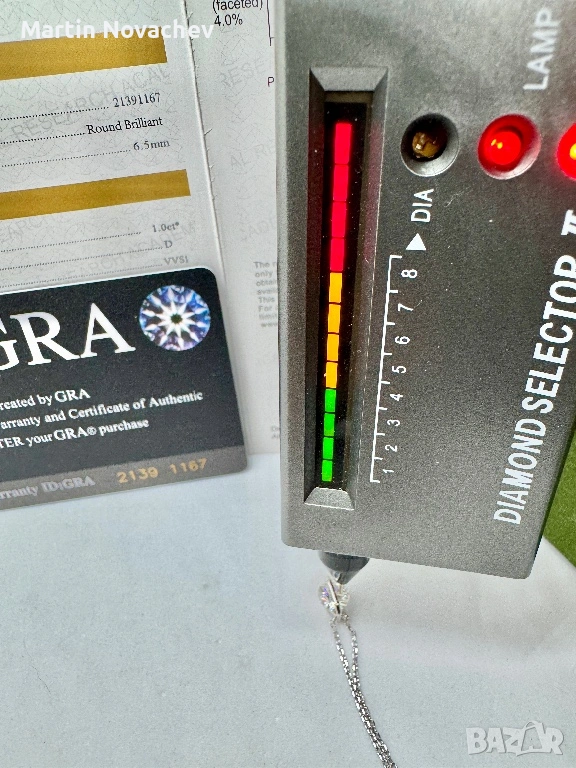 Martin Novachev
(faceted)
4.0%
21391167
Round Brilliant
6.5mm
1.0ct*
D
VVS1
GRA
created by GRA
arranty and Certificate of Authentic
TER your GRA® purchase
rranty ID:GRA 2139 1167
LAMP
DIA
1 2 3 4 5 6 7 8
DIAMOND SELECTOR II
BAZAR